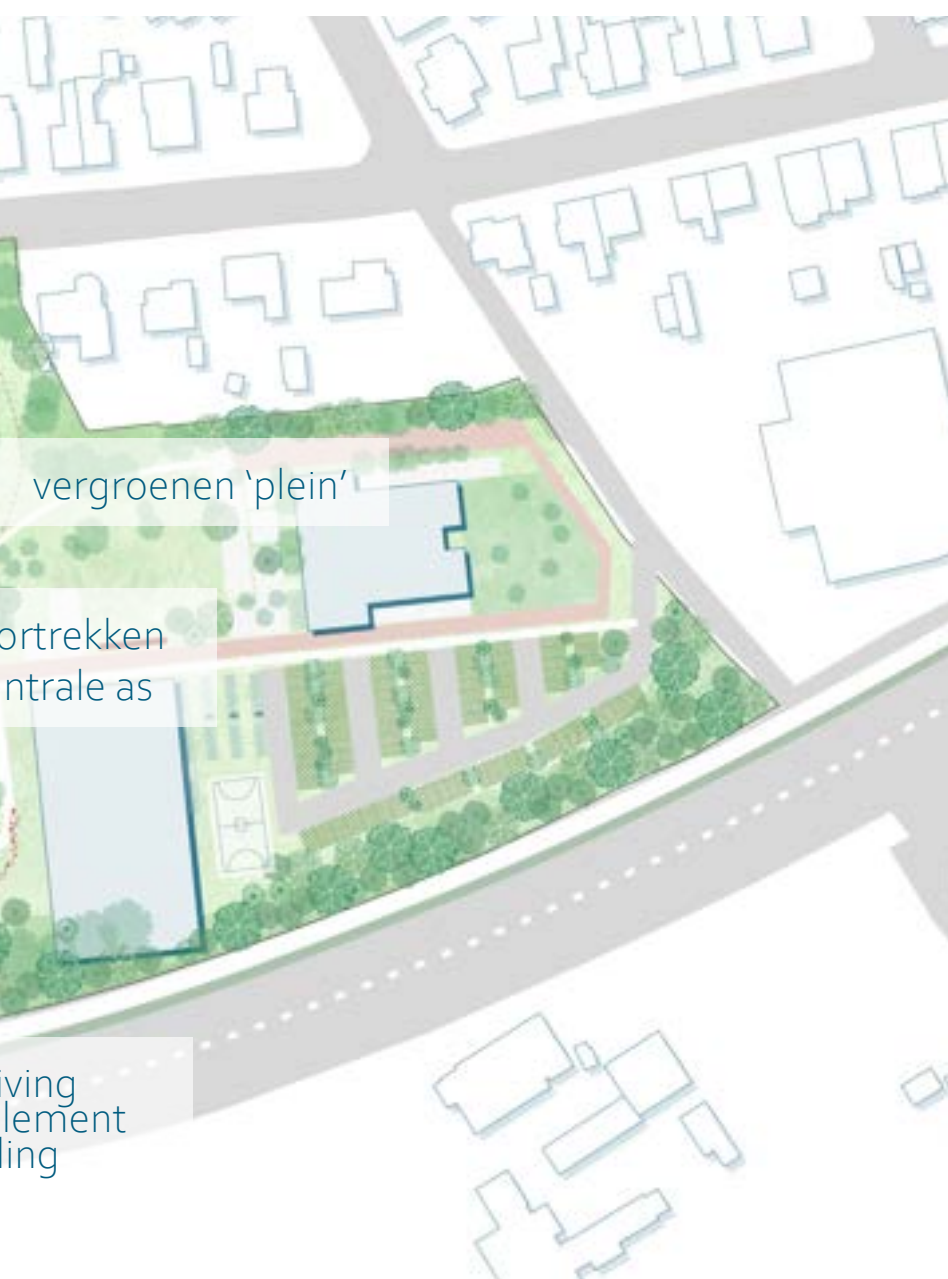 vergroenen ‘plein’
ortrekken
ntrale as
iving
lement
ling